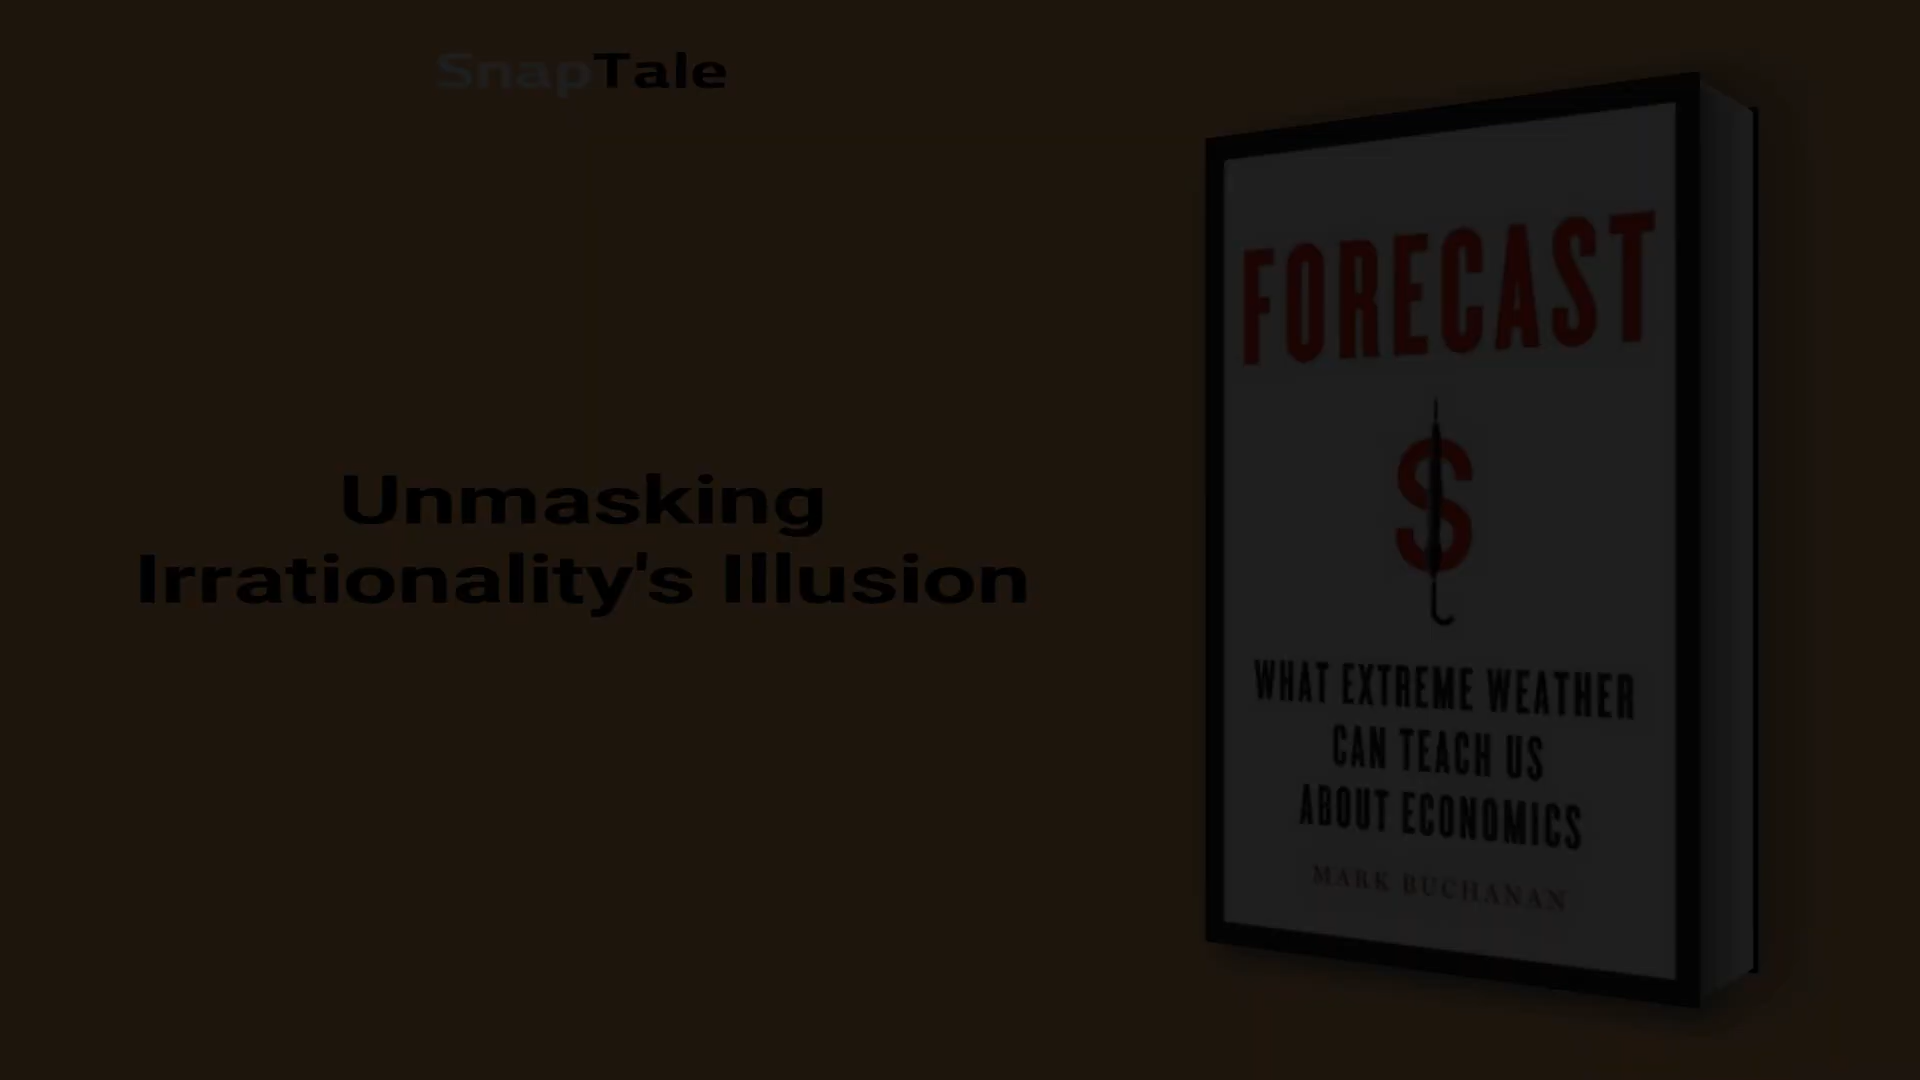 SnapTale
Unmasking
Irrationality's Illusion
FORECAST
$
WHAT EXTREME WEATHER
CAN TEACH US
ABOUT ECONOMICS
MARK BUCHANAN